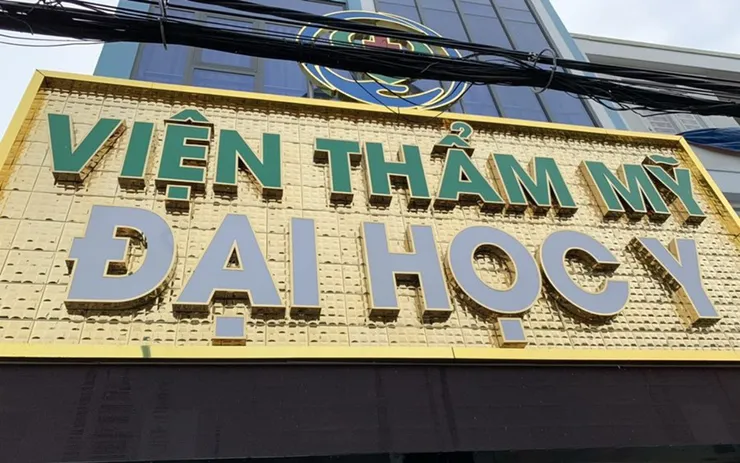 VIỆN THẨM MỸ
ĐẠI HỌC Y